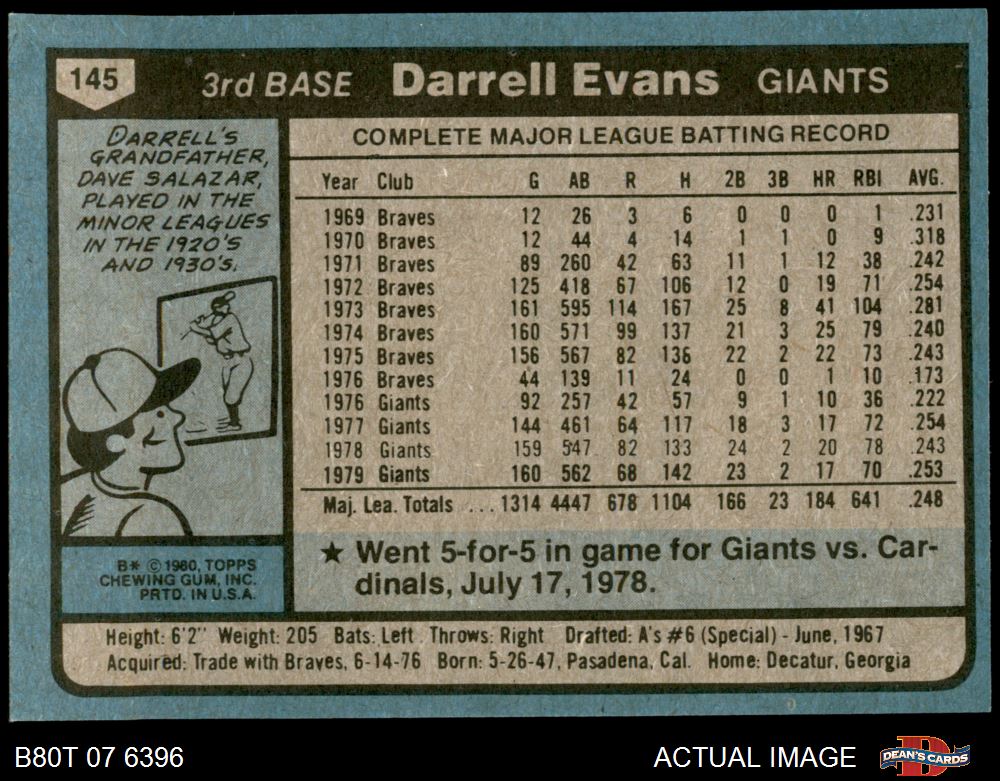 145
3rd BASE Darrell Evans GIANTS
DARRELL'S
GRANDFATHER,
DAVE SALAZAR,
PLAYED IN THE
MINOR LEAGUES
IN THE 1920'S
AND 1930'S.
B* © 1980, TOPPS
CHEWING GUM, INC.
PRTD. IN U.S.A.
COMPLETE MAJOR LEAGUE BATTING RECORD
Year Club G AB R H 2B 3B HR RBI AVG.
1969 Braves 12 26 3 6 0 0 0 1 .231
1970 Braves 12 44 4 14 1 1 0 9 .318
1971 Braves 89 260 42 63 11 1 12 38 .242
1972 Braves 125 418 67 106 12 0 19 71 .254
1973 Braves 161 595 114 167 25 8 41 104 .281
1974 Braves 160 571 99 137 21 3 25 79 .240
1975 Braves 156 567 82 136 22 2 22 73 .243
1976 Braves 44 139 11 24 0 0 1 10 .173
1976 Giants 92 257 42 57 9 1 10 36 .222
1977 Giants 144 461 64 117 18 3 17 72 .254
1978 Giants 159 547 82 133 24 2 20 78 .243
1979 Giants 160 562 68 142 23 2 17 70 .253
Maj. Lea. Totals ... 1314 4447 678 1104 166 23 184 641 .248
★ Went 5-for-5 in game for Giants vs. Car-
dinals, July 17, 1978.
Height: 6'2" Weight: 205 Bats: Left Throws: Right Drafted: A's #6 (Special) - June, 1967
Acquired: Trade with Braves, 6-14-76 Born: 5-26-47, Pasadena, Cal. Home: Decatur, Georgia
B80T 07 6396 ACTUAL IMAGE D DEAN'S CARDS